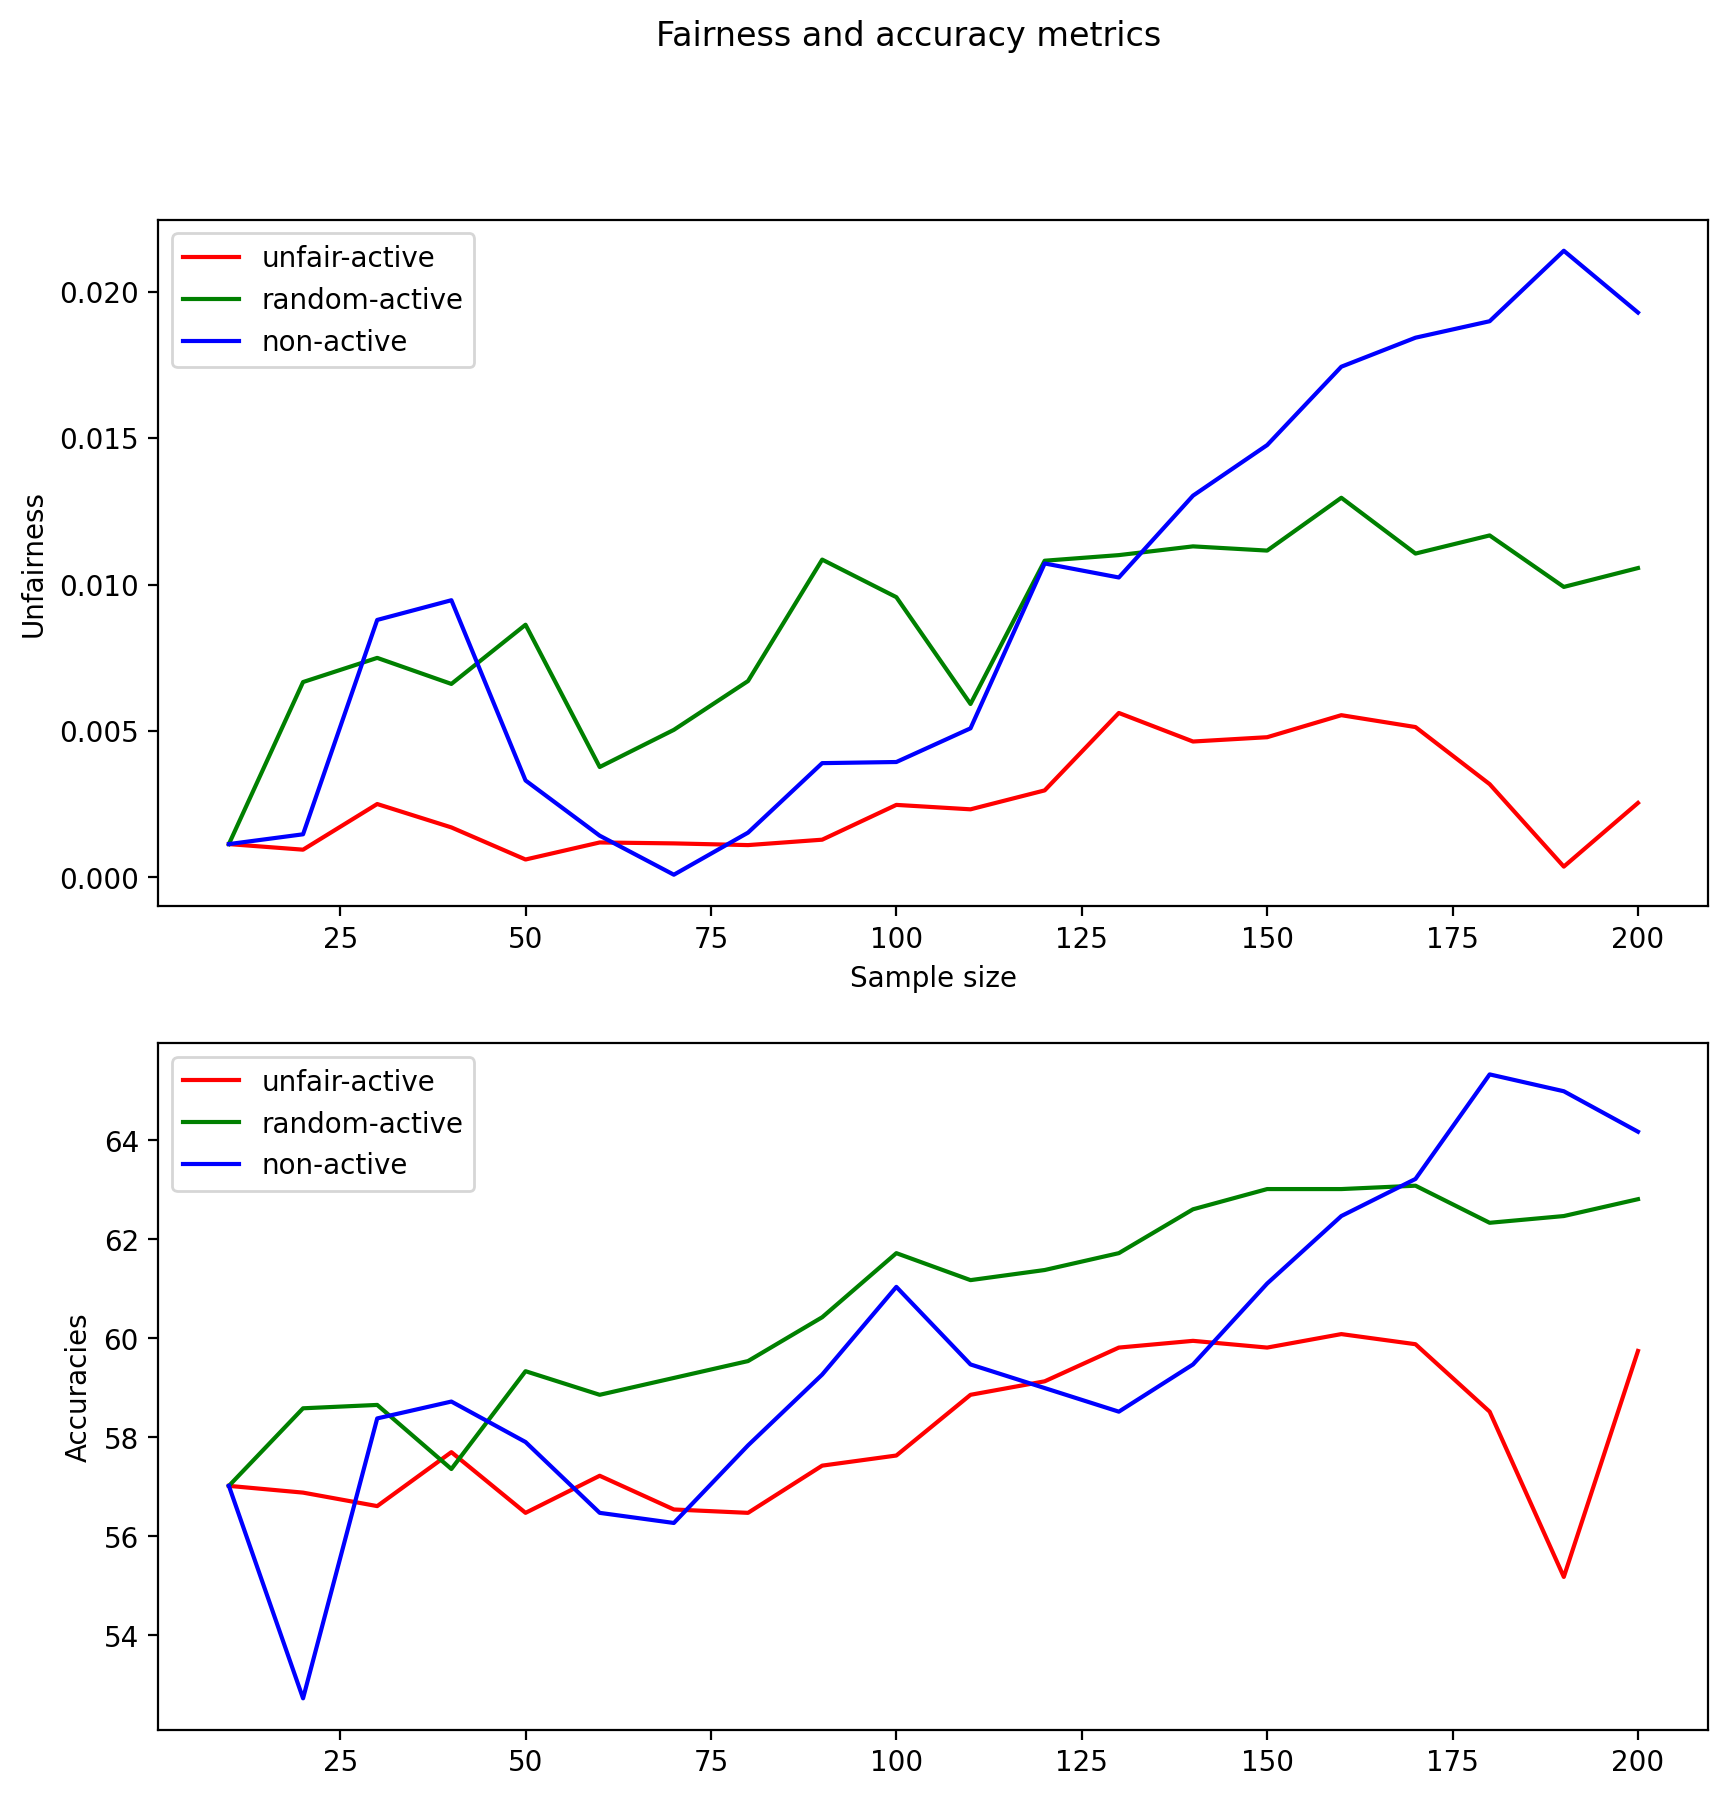 Fairness and accuracy metrics
unfair-active
random-active
non-active
0.020
0.015
0.010
0.005
0.000
Unfairness
25 50 75 100 125 150 175 200
Sample size
unfair-active
random-active
non-active
64
62
60
58
56
54
Accuracies
25 50 75 100 125 150 175 200